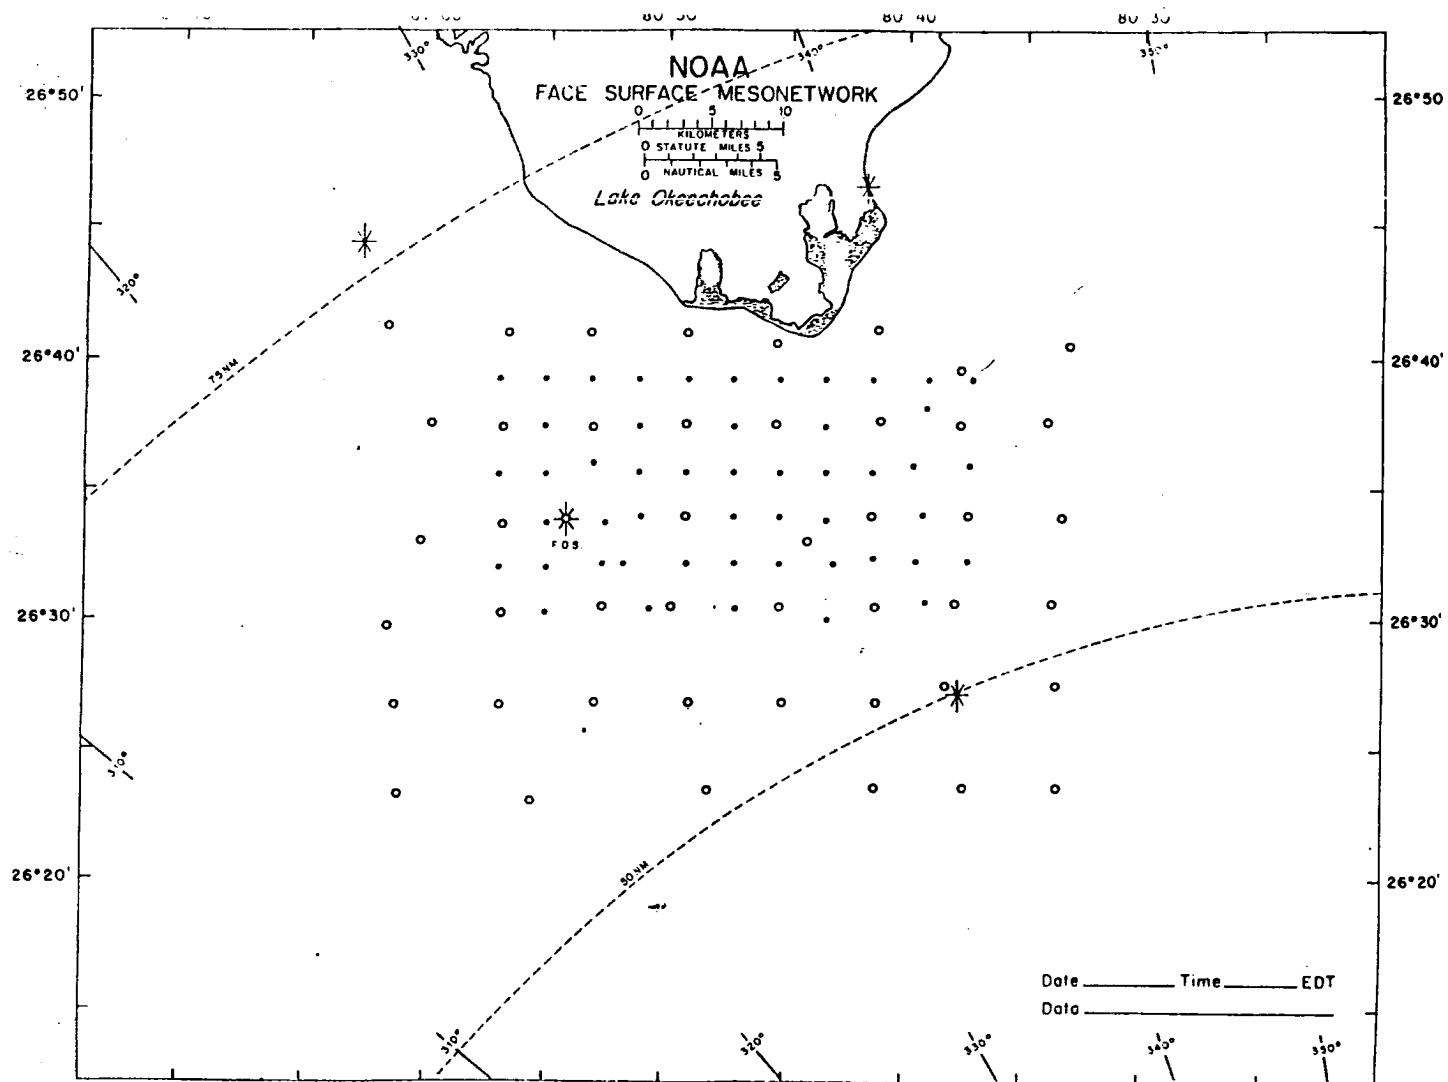 80°50'
80°40'
80°30'
330°
340°
350°
NOAA
26°50'
26°50'
FACE SURFACE MESONETWORK
0 5 10
KILOMETERS
0 STATUTE MILES 5
0 NAUTICAL MILES 5
Lake Okeechobee
320°
26°40'
26°40'
75 NM
F.O.S.
26°30'
26°30'
310°
26°20'
26°20'
50 NM
Date Time EDT
Data
310°
320°
330°
340°
350°